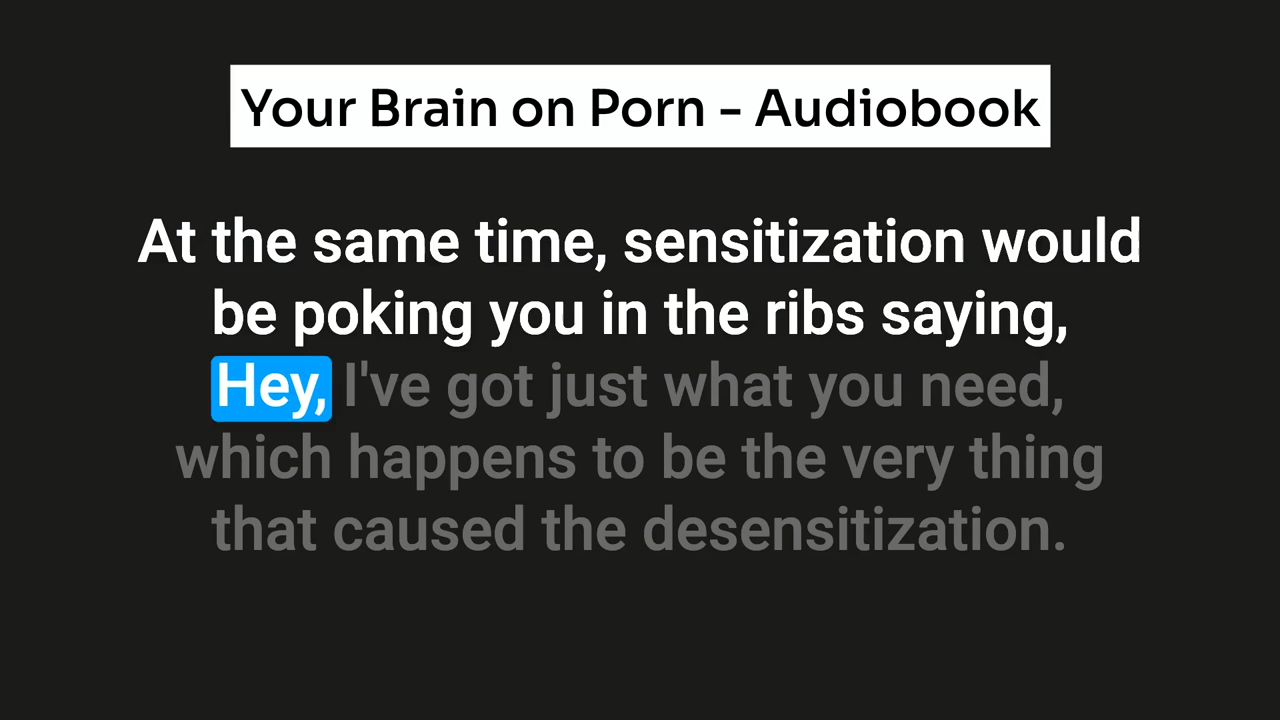 Your Brain on Porn - Audiobook
At the same time, sensitization would
be poking you in the ribs saying,
Hey, I've got just what you need,
which happens to be the very thing
that caused the desensitization.